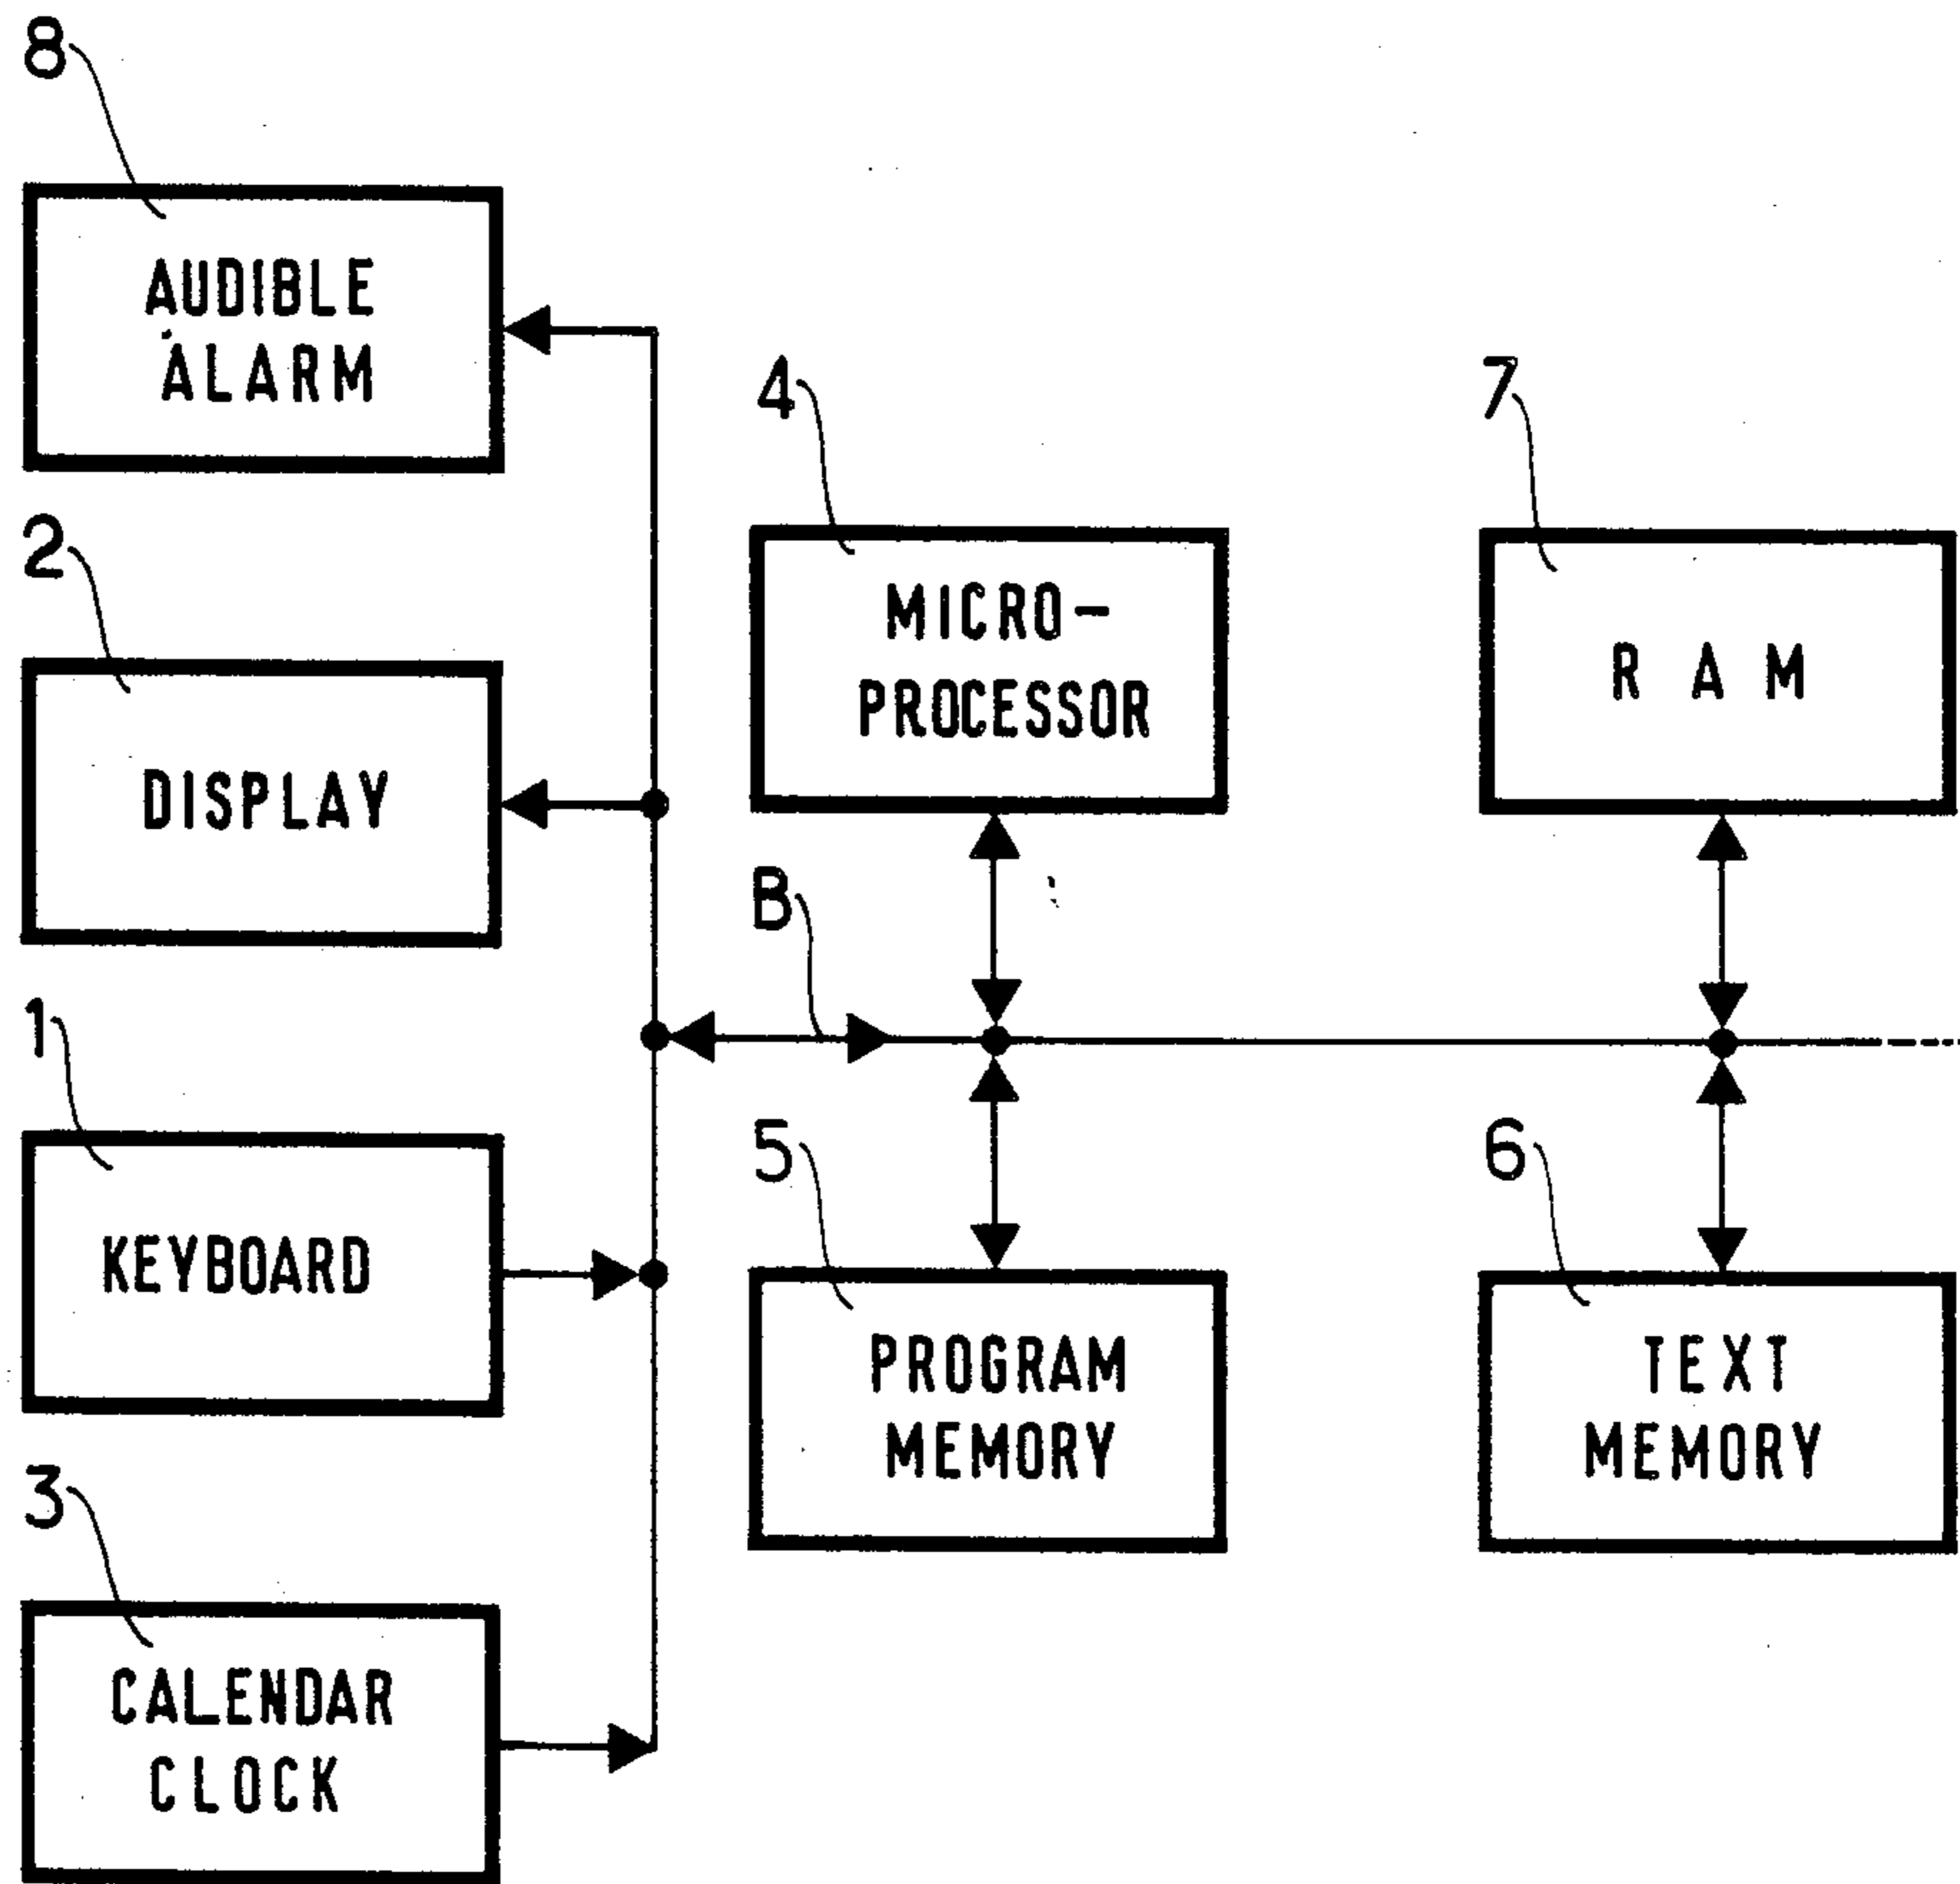 8
AUDIBLE
ALARM
4
7
2
MICRO-
PROCESSOR
R A M
DISPLAY
B
1
5
6
KEYBOARD
PROGRAM
MEMORY
TEXT
MEMORY
3
CALENDAR
CLOCK